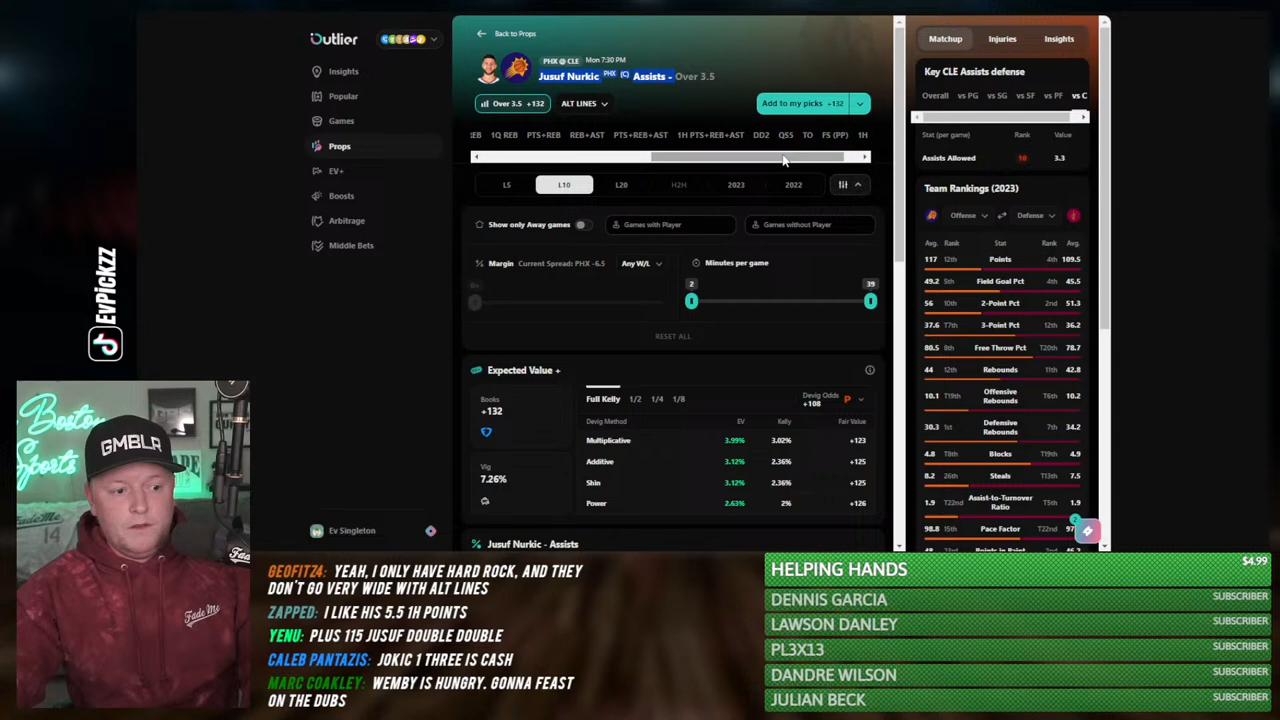 Outlier
Insights
Popular
Games
Props
EV+
Boosts
Arbitrage
Middle Bets
Ev Singleton
Back to Props
PHX @ CLE Mon 7:30 PM
Jusuf Nurkic PHX (C) Assists - Over 3.5
Over 3.5 +132
ALT LINES
Add to my picks +132
REB 1Q REB PTS+REB REB+AST PTS+REB+AST 1H PTS+REB+AST DD2 QS5 TO FS (PP) 1H
L5 L10 L20 H2H 2023 2022
Show only Away games
Games with Player
Games without Player
Margin Current Spread: PHX -6.5 Any W/L
Minutes per game
2 39
RESET ALL
Expected Value +
Books
+132
Vig
7.26%
Full Kelly 1/2 1/4 1/8
Devig Odds
+108 P
Devig Method EV Kelly Fair Value
Multiplicative 3.99% 3.02% +123
Additive 3.12% 2.36% +125
Shin 3.12% 2.36% +125
Power 2.63% 2% +126
Jusuf Nurkic - Assists
Matchup Injuries Insights
Key CLE Assists defense
Overall vs PG vs SG vs SF vs PF vs C
Stat (per game) Rank Value
Assists Allowed 10 3.3
Team Rankings (2023)
Offense Defense
Avg. Rank Stat Rank Avg.
117 12th Points 4th 109.5
49.2 5th Field Goal Pct 4th 45.5
56 10th 2-Point Pct 2nd 51.3
37.6 T7th 3-Point Pct 12th 36.2
80.5 8th Free Throw Pct T20th 78.7
44 12th Rebounds 11th 42.8
10.1 T19th Offensive Rebounds T6th 10.2
30.3 1st Defensive Rebounds 7th 34.2
4.8 T8th Blocks T19th 4.9
8.2 26th Steals T13th 7.5
1.9 T22nd Assist-to-Turnover Ratio T5th 1.9
98.8 15th Pace Factor T22nd 97
Points in Paint
EvPickzz
Boston
Sports
GMBLR
Fade Me
14
GEOFITZ4: YEAH, I ONLY HAVE HARD ROCK, AND THEY
DON'T GO VERY WIDE WITH ALT LINES
ZAPPED: I LIKE HIS 5.5 1H POINTS
YENU: PLUS 115 JUSUF DOUBLE DOUBLE
CALEB PANTAZIS: JOKIC 1 THREE IS CASH
MARC COAKLEY: WEMBY IS HUNGRY. GONNA FEAST
ON THE DUBS
HELPING HANDS $4.99
DENNIS GARCIA SUBSCRIBER
LAWSON DANLEY SUBSCRIBER
PL3X13 SUBSCRIBER
DANDRE WILSON SUBSCRIBER
JULIAN BECK SUBSCRIBER